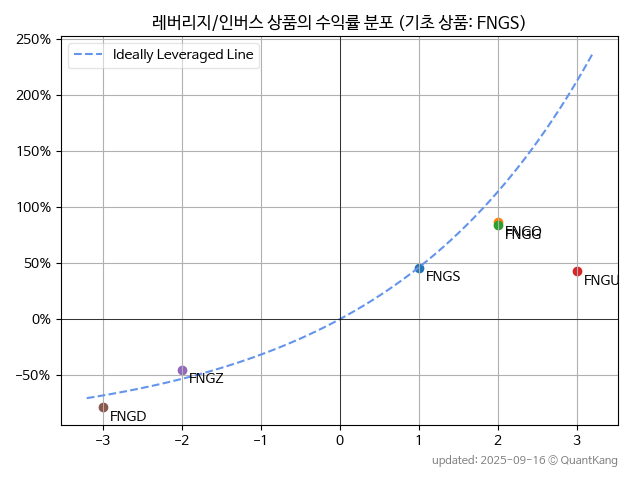 레버리지/인버스 상품의 수익률 분포 (기초 상품: FNGS)
250%
Ideally Leveraged Line
200%
150%
100%
FNGO
FNGG
50%
FNGS
FNGU
0%
−50%
FNGZ
FNGD
−3 −2 −1 0 1 2 3
updated: 2025-09-16 © QuantKang